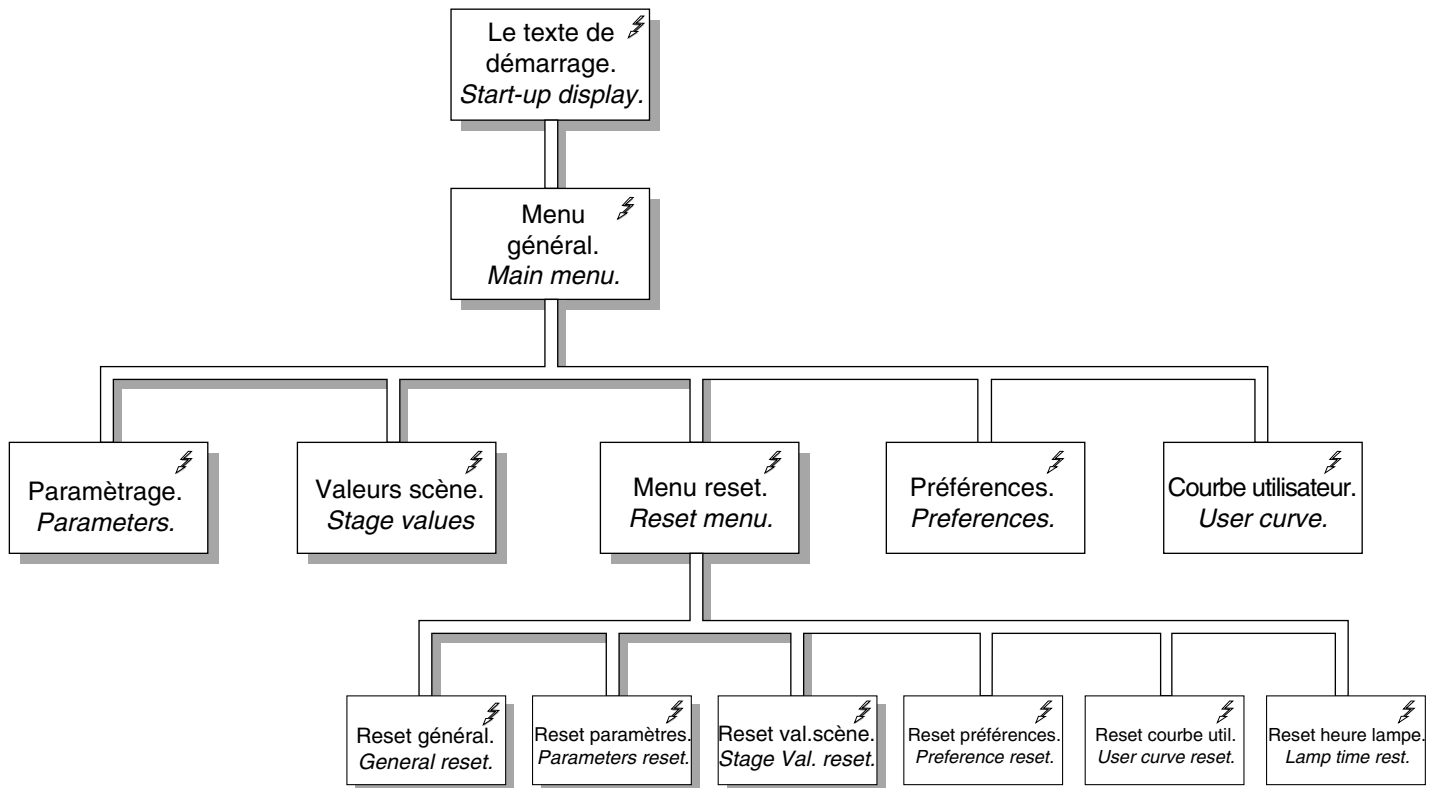 Le texte de
démarrage.
Start-up display.
Menu
général.
Main menu.
Paramètrage.
Parameters.
Valeurs scène.
Stage values
Menu reset.
Reset menu.
Préférences.
Preferences.
Courbe utilisateur.
User curve.
Reset général.
General reset.
Reset paramètres.
Parameters reset.
Reset val.scène.
Stage Val. reset.
Reset préférences.
Preference reset.
Reset courbe util.
User curve reset.
Reset heure lampe.
Lamp time rest.